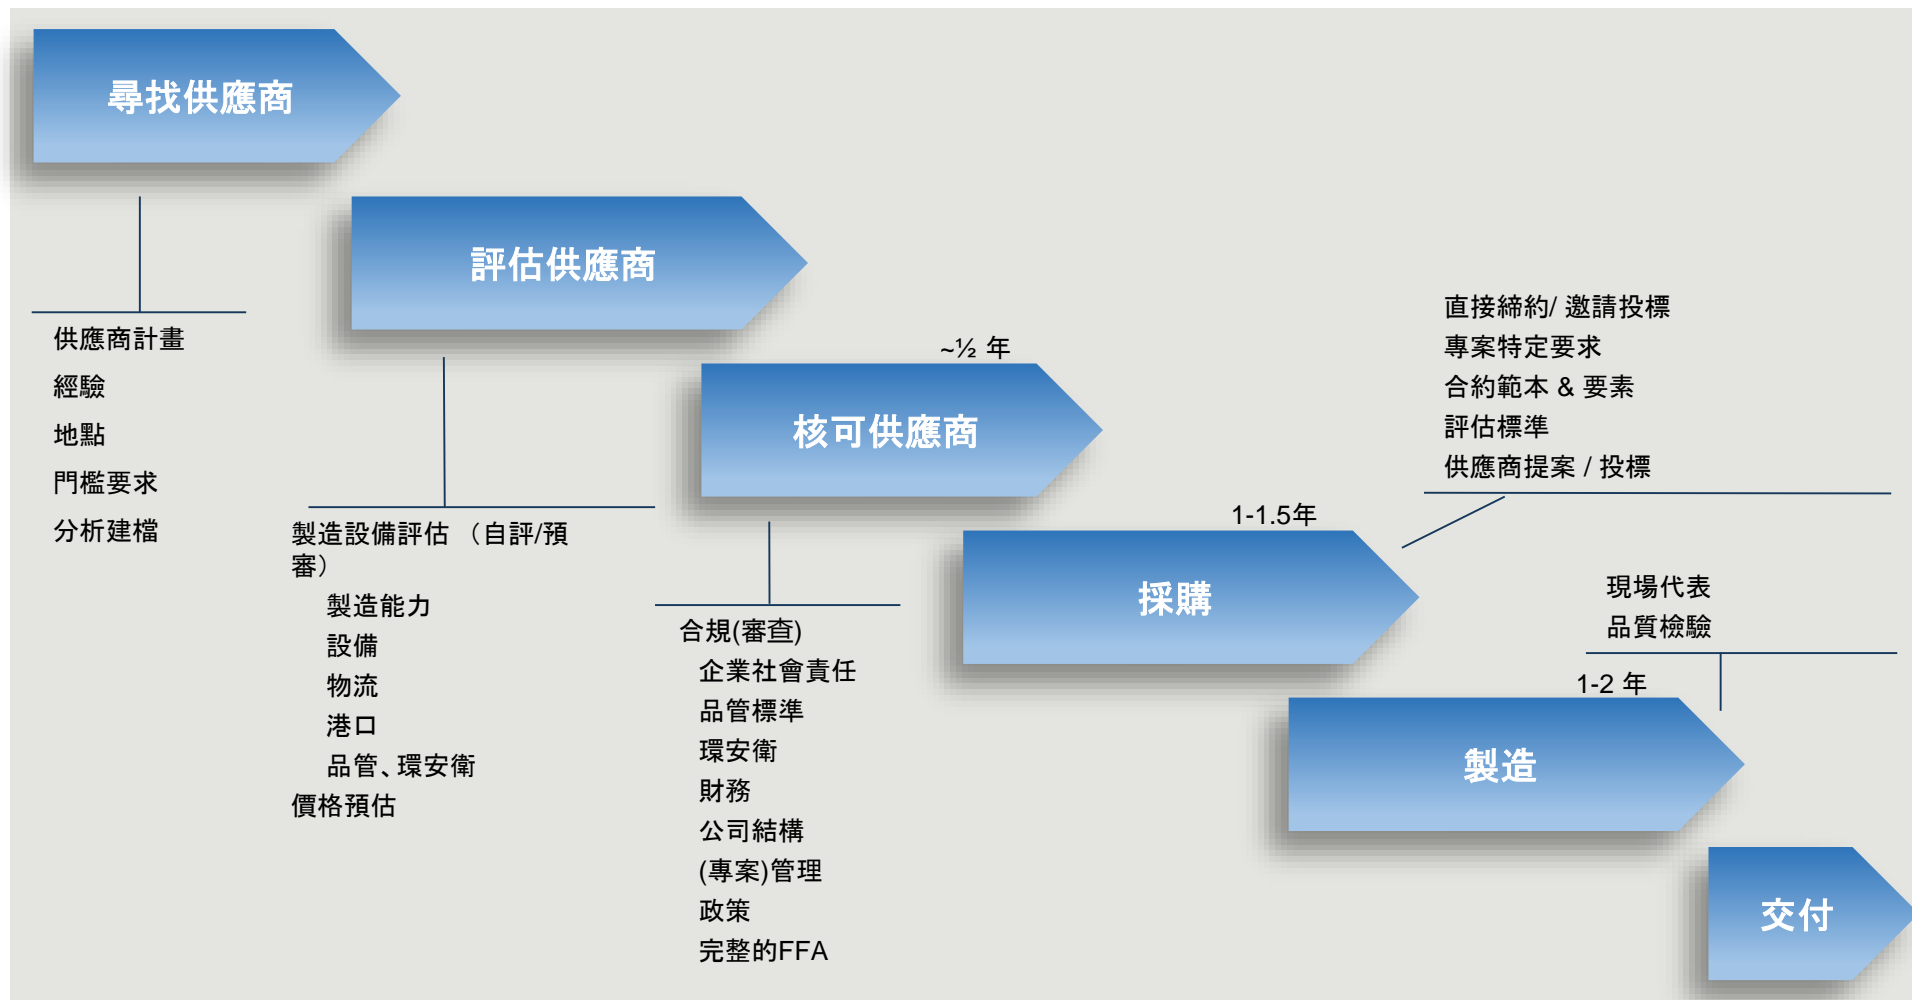 尋找供應商
供應商計畫
經驗
地點
門檻要求
分析建檔
評估供應商
製造設備評估 （自評/預
審）
製造能力
設備
物流
港口
品管、環安衛
價格預估
~½ 年
核可供應商
合規(審查)
企業社會責任
品管標準
環安衛
財務
公司結構
(專案)管理
政策
完整的FFA
1-1.5年
採購
直接締約/ 邀請投標
專案特定要求
合約範本 & 要素
評估標準
供應商提案 / 投標
1-2 年
製造
現場代表
品質檢驗
交付